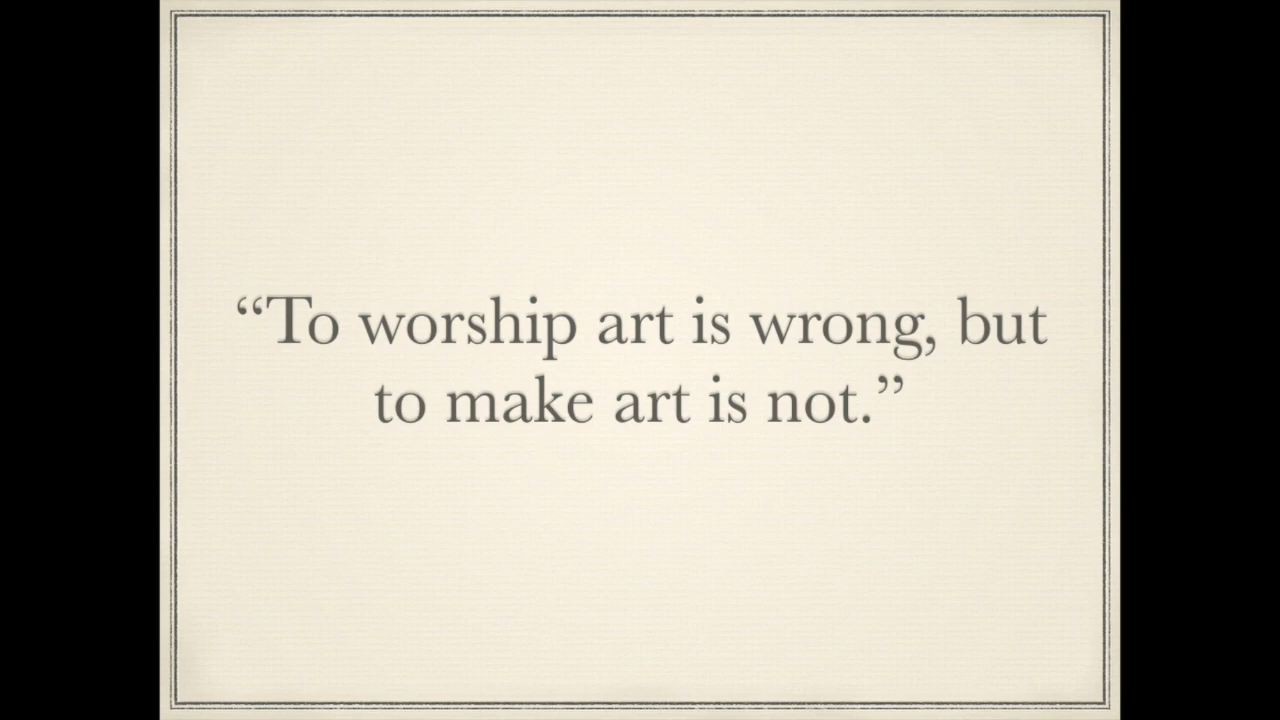 “To worship art is wrong, but
to make art is not.”